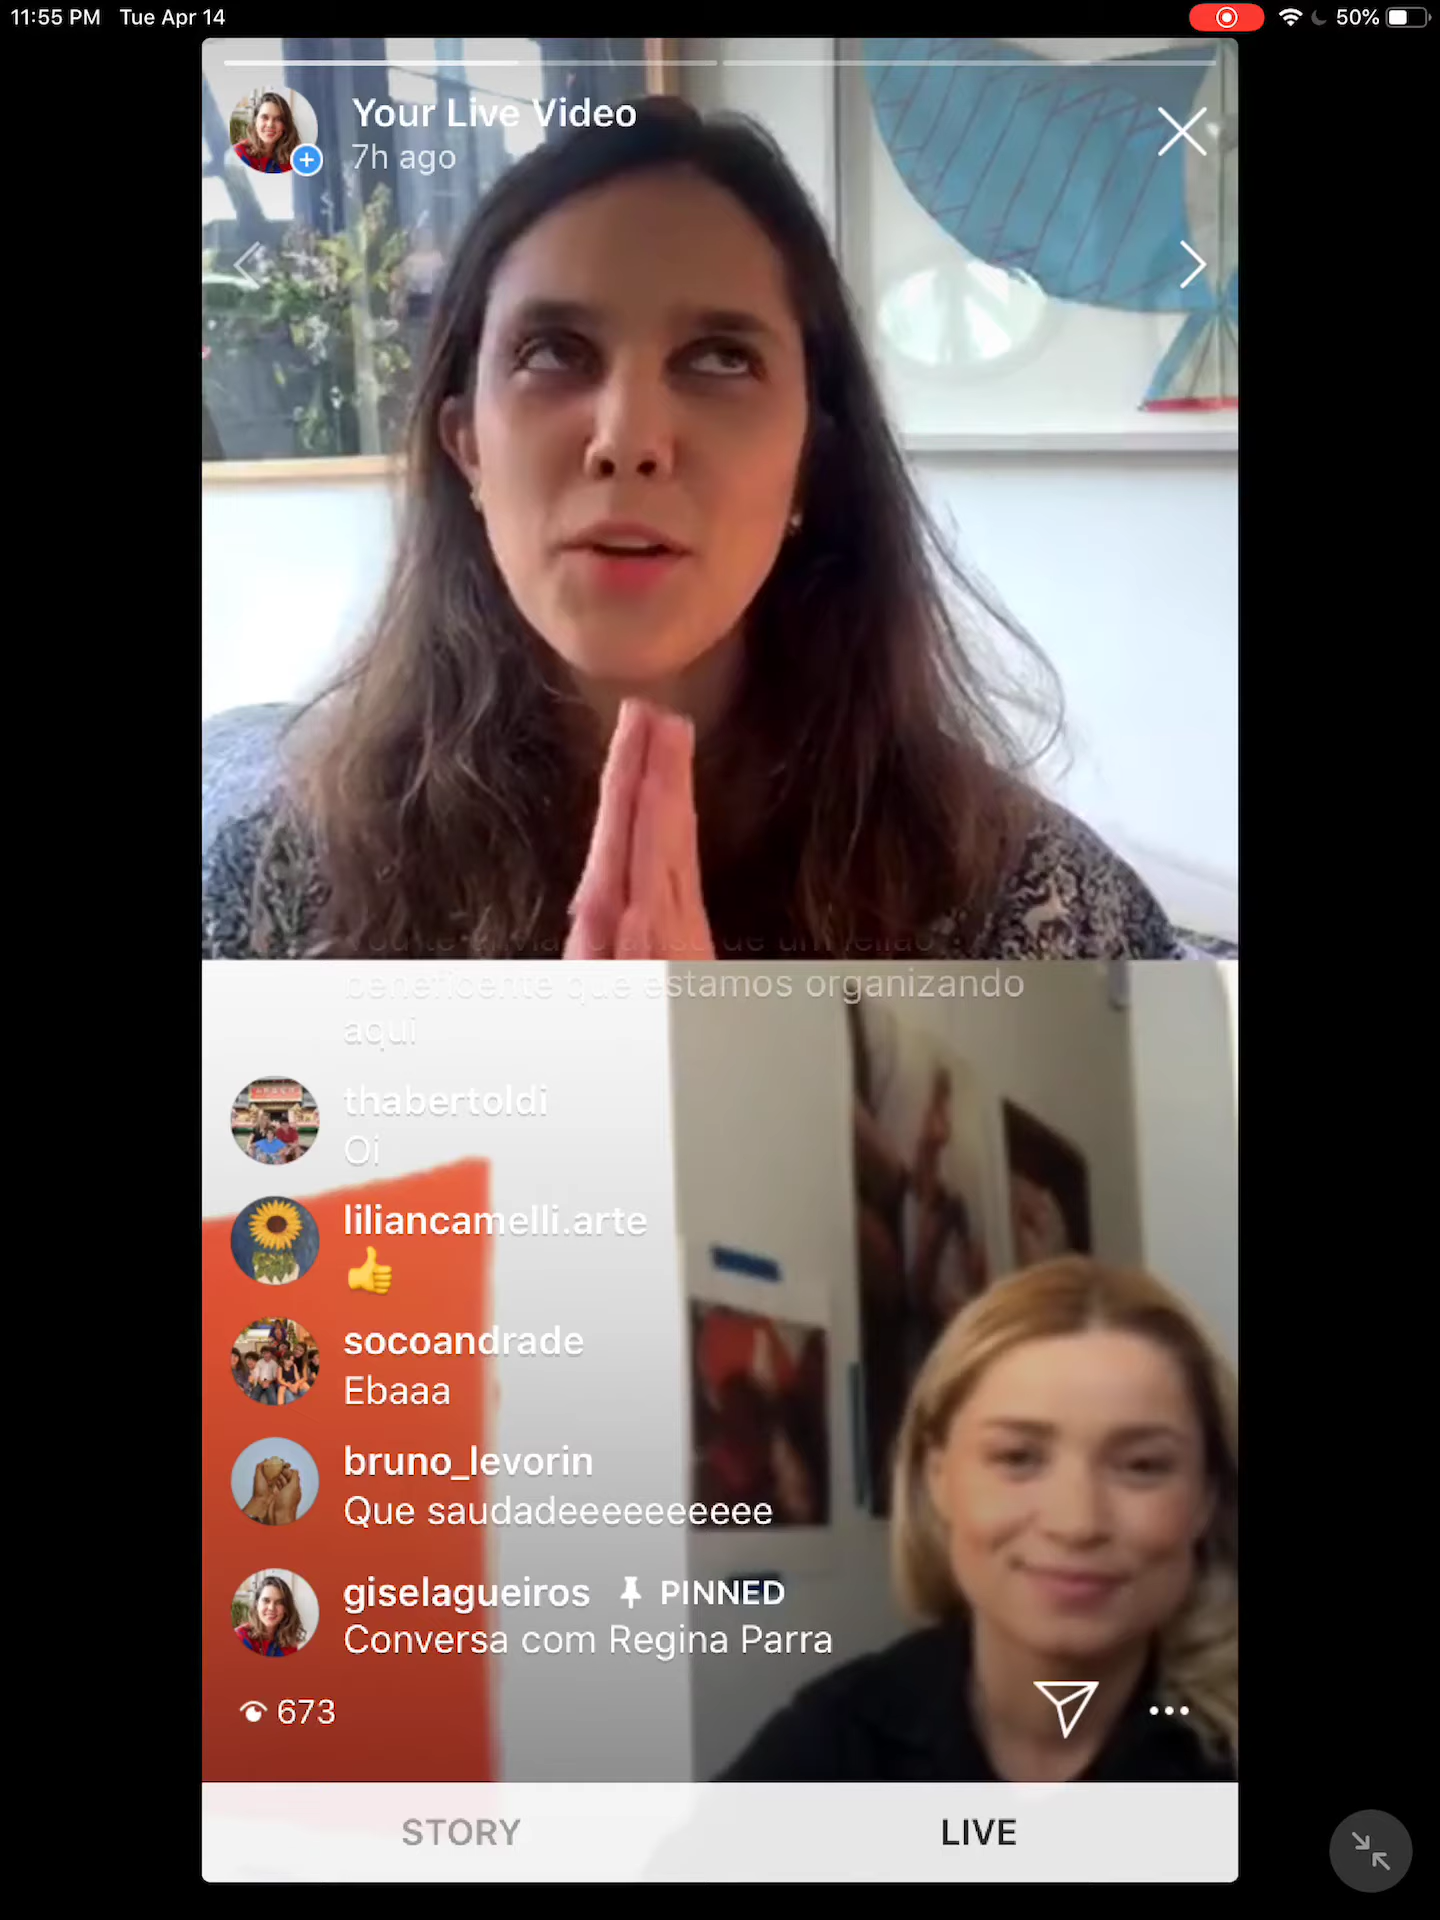 11:55 PM Tue Apr 14
50%
Your Live Video
7h ago
beneficente que estamos organizando
aqui
thabertoldi
Oi
liliancamelli.arte
👍
socoandrade
Ebaaa
bruno_levorin
Que saudadeeeeeeeeee
giselagueiros PINNED
Conversa com Regina Parra
673
STORY LIVE